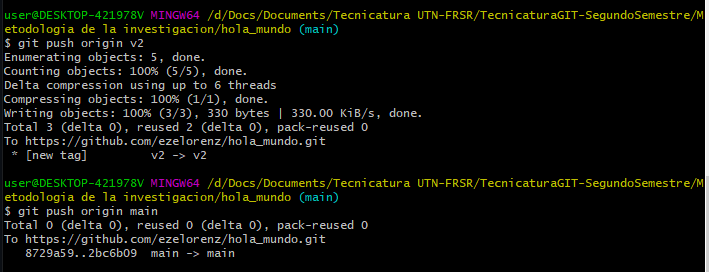 user@DESKTOP-421978V MINGW64 /d/Docs/Documents/Tecnicatura UTN-FRSR/TecnicaturaGIT-SegundoSemestre/M
etodologia de la investigacion/hola_mundo (main)
$ git push origin v2
Enumerating objects: 5, done.
Counting objects: 100% (5/5), done.
Delta compression using up to 6 threads
Compressing objects: 100% (1/1), done.
Writing objects: 100% (3/3), 330 bytes | 330.00 KiB/s, done.
Total 3 (delta 0), reused 2 (delta 0), pack-reused 0
To https://github.com/ezelorenz/hola_mundo.git
 * [new tag]         v2 -> v2
user@DESKTOP-421978V MINGW64 /d/Docs/Documents/Tecnicatura UTN-FRSR/TecnicaturaGIT-SegundoSemestre/M
etodologia de la investigacion/hola_mundo (main)
$ git push origin main
Total 0 (delta 0), reused 0 (delta 0), pack-reused 0
To https://github.com/ezelorenz/hola_mundo.git
   8729a59..2bc6b09  main -> main